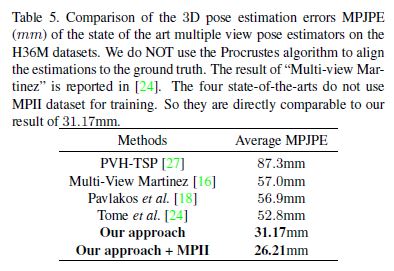 Table 5. Comparison of the 3D pose estimation errors MPJPE
(mm) of the state of the art multiple view pose estimators on the
H36M datasets. We do NOT use the Procrustes algorithm to align
the estimations to the ground truth. The result of “Multi-view Mar-
tinez” is reported in [24]. The four state-of-the-arts do not use
MPII dataset for training. So they are directly comparable to our
result of 31.17mm.
Methods Average MPJPE
PVH-TSP [27] 87.3mm
Multi-View Martinez [16] 57.0mm
Pavlakos et al. [18] 56.9mm
Tome et al. [24] 52.8mm
Our approach 31.17mm
Our approach + MPII 26.21mm